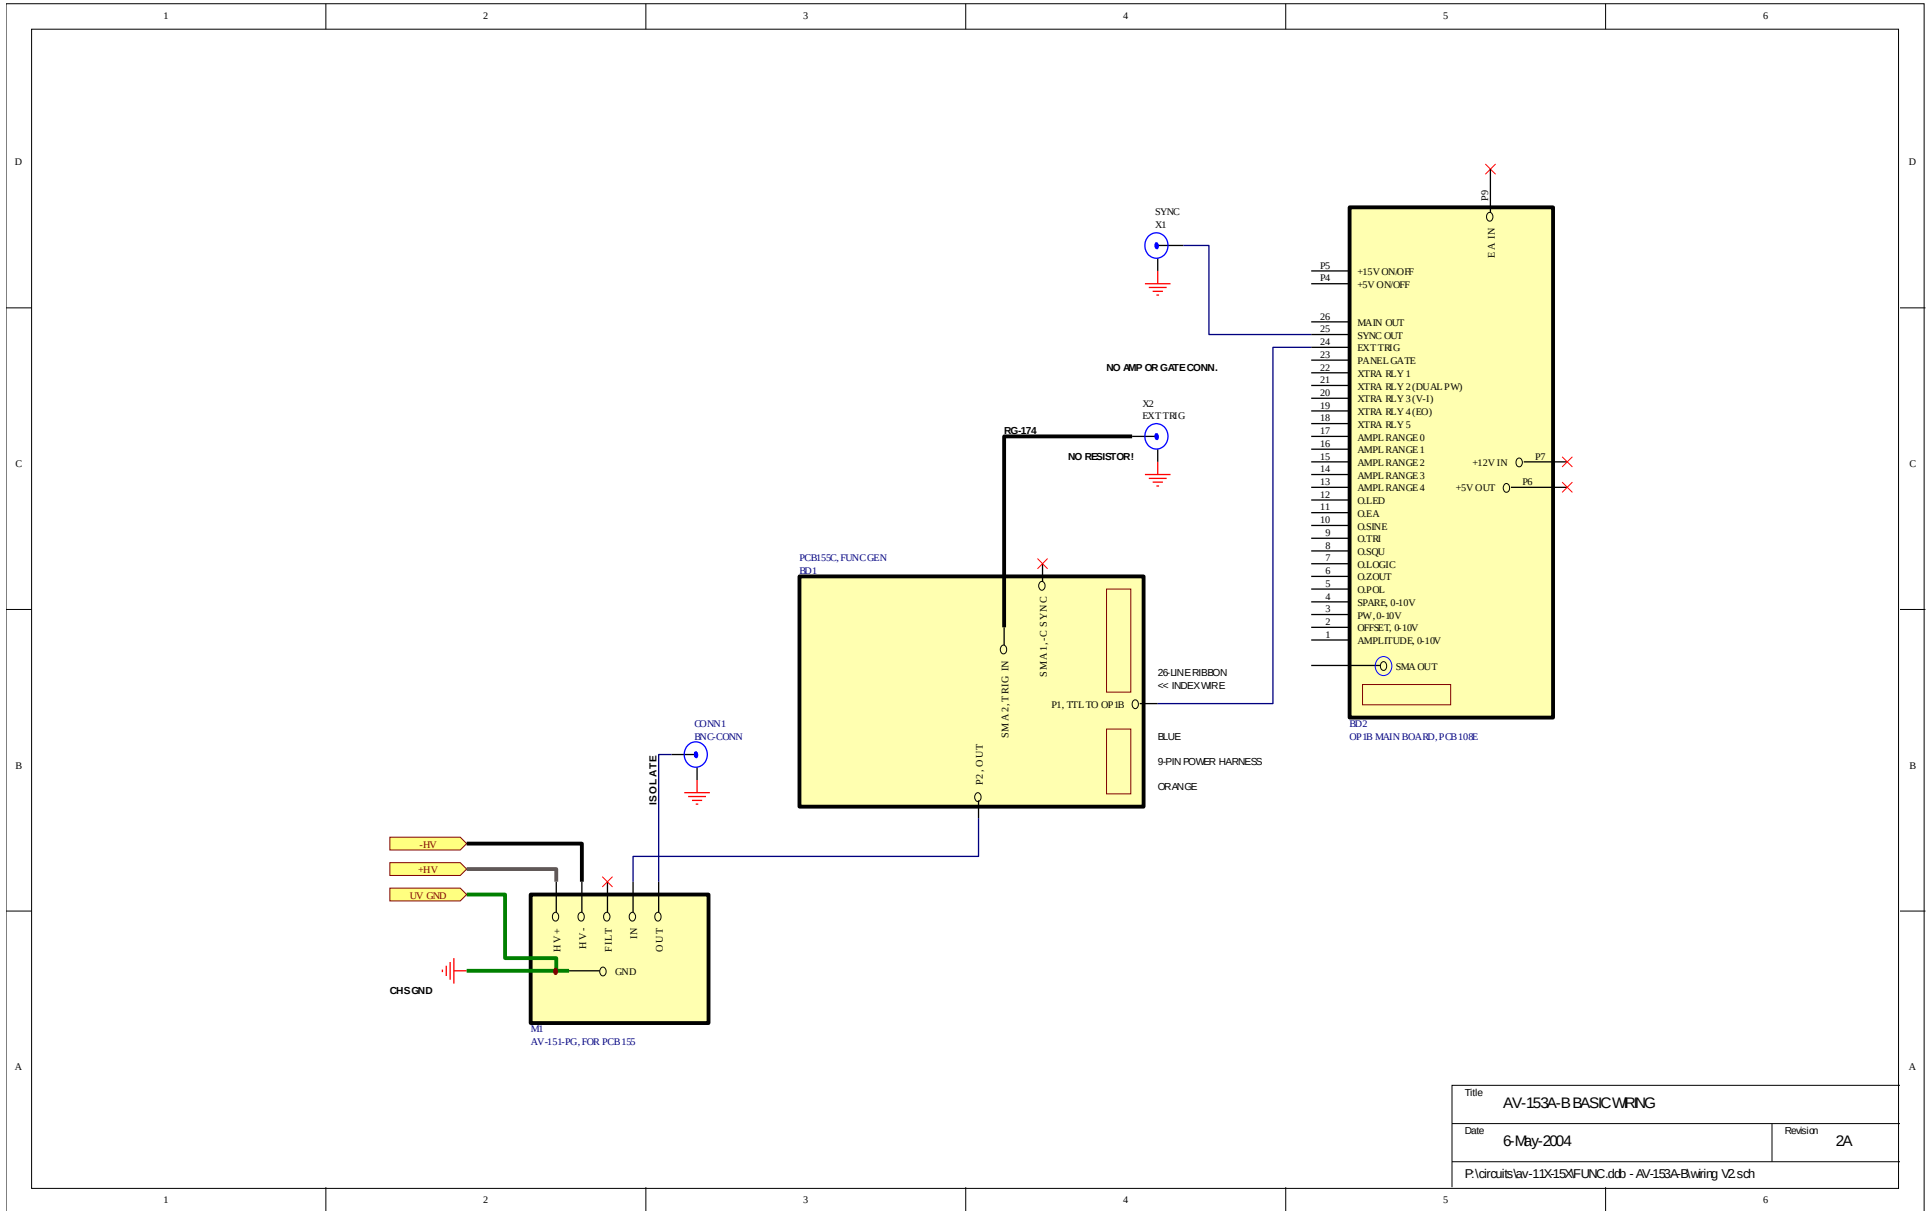 1 2 3 4 5 6
D
D
P9
EA IN
SYNC
X1
P5 +15V ON/OFF
P4 +5V ON/OFF
26 MAIN OUT
25 SYNC OUT
24 EXT TRIG
23 PANEL GATE
22 XTRA RLY 1
21 XTRA RLY 2 (DUAL PW)
20 XTRA RLY 3 (V-I)
19 XTRA RLY 4 (EO)
18 XTRA RLY 5
17 AMPL RANGE 0
16 AMPL RANGE 1
15 AMPL RANGE 2
14 AMPL RANGE 3
13 AMPL RANGE 4
12 O.LED
11 O.EA
10 O.SINE
9 O.TRI
8 O.SQU
7 O.LOGIC
6 O.ZOUT
5 O.POL
4 SPARE, 0-10V
3 PW, 0-10V
2 OFFSET, 0-10V
1 AMPLITUDE, 0-10V
SMA OUT
+12V IN P7
+5V OUT P6
BD2
OP1B MAIN BOARD, PCB108E
NO AMP OR GATE CONN.
X2
EXT TRIG
RG-174
NO RESISTOR!
C
C
PCB155C, FUNC GEN
BD1
SMA1, -C SYNC
SMA2, TRIG IN
P1, TTL TO OP1B
P2, OUT
26-LINE RIBBON
<< INDEX WIRE
BLUE
9-PIN POWER HARNESS
ORANGE
CONN1
BNC-CONN
ISOLATE
B
B
-HV
+HV
UV GND
HV+
HV-
FILT
IN
OUT
GND
CHS GND
M1
AV-151-PG, FOR PCB155
A
A
Title
AV-153A-B BASIC WIRING
Date
6-May-2004
Revision
2A
P:\circuits\av-11X-15X\FUNC.ddb - AV-153A-B\wiring V2.sch
1 2 3 4 5 6